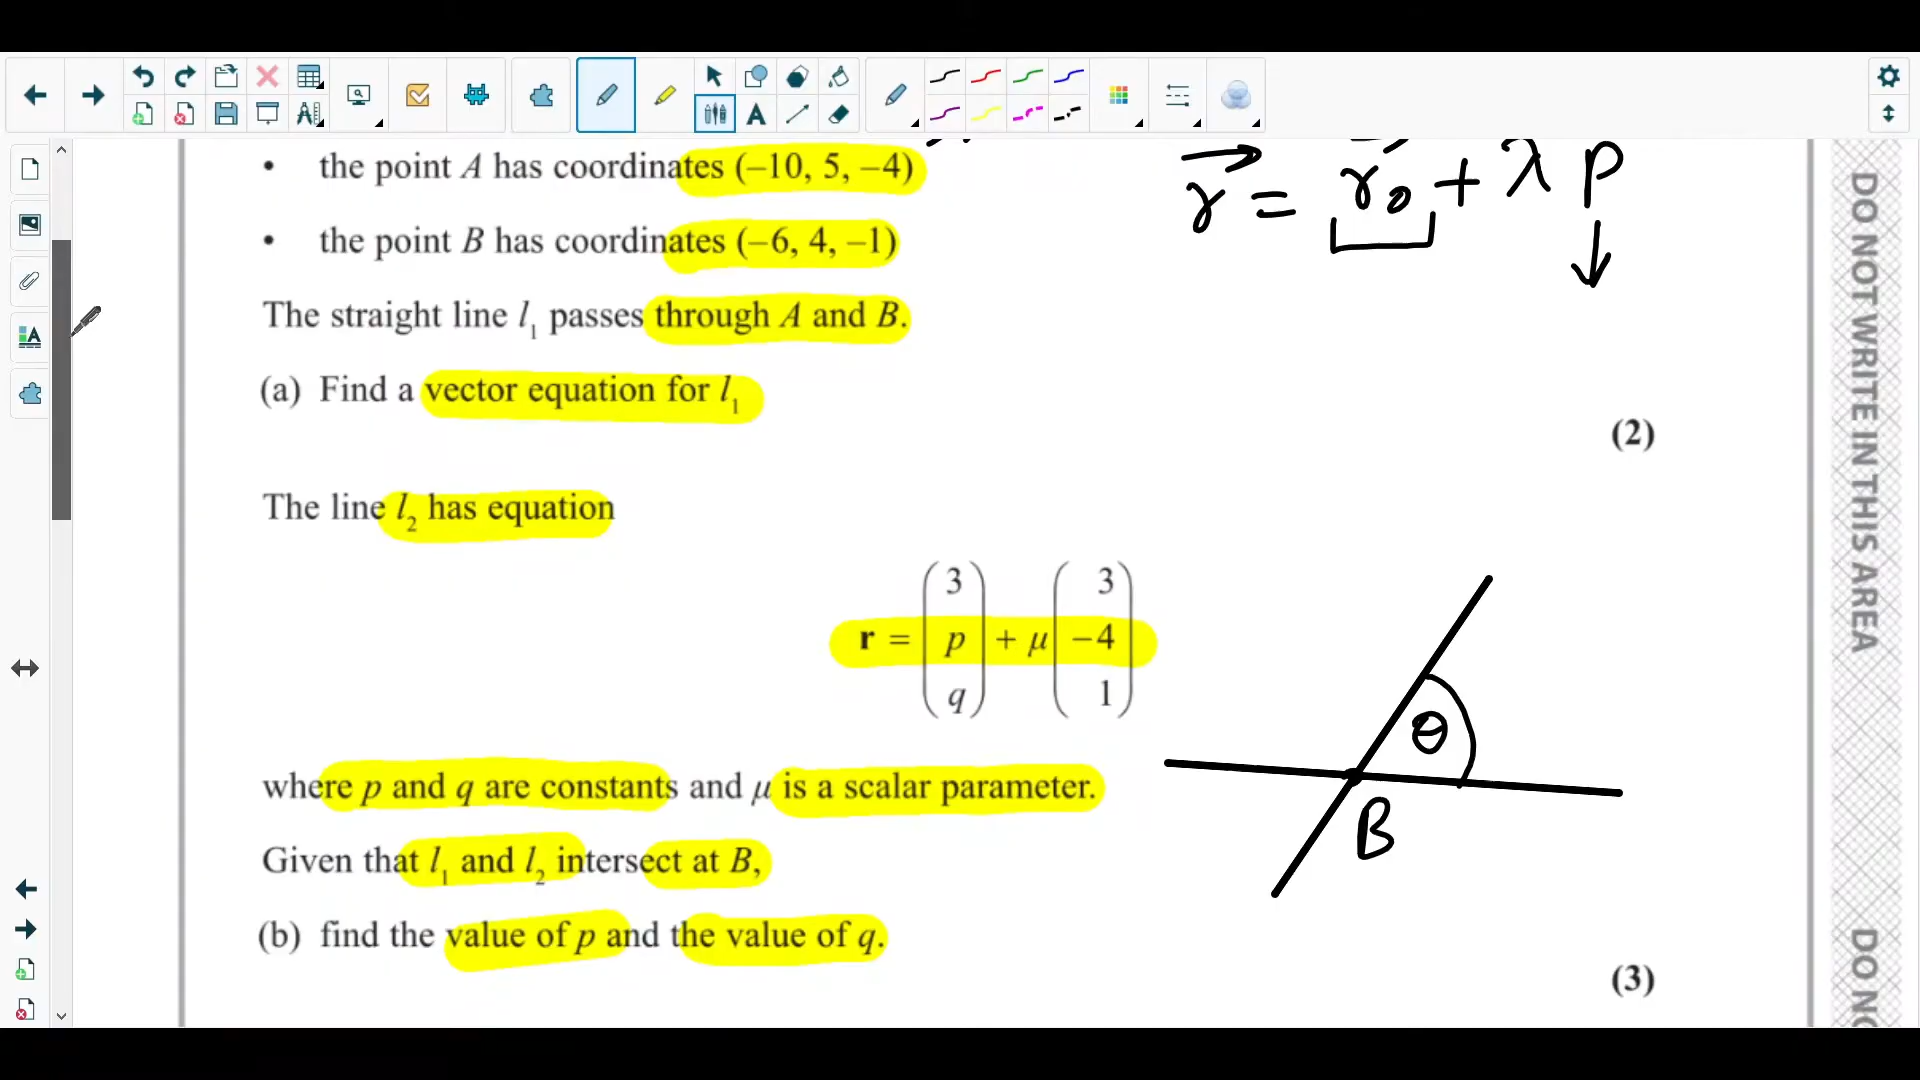 • the point A has coordinates (–10, 5, –4)
r = r₀ + λ p
• the point B has coordinates (–6, 4, –1)
The straight line l₁ passes through A and B.
(a) Find a vector equation for l₁
(2)
The line l₂ has equation
r = (3 p q) + μ (3 −4 1)
θ
B
where p and q are constants and μ is a scalar parameter.
Given that l₁ and l₂ intersect at B,
(b) find the value of p and the value of q.
(3)
DO NOT WRITE IN THIS AREA
DO NO